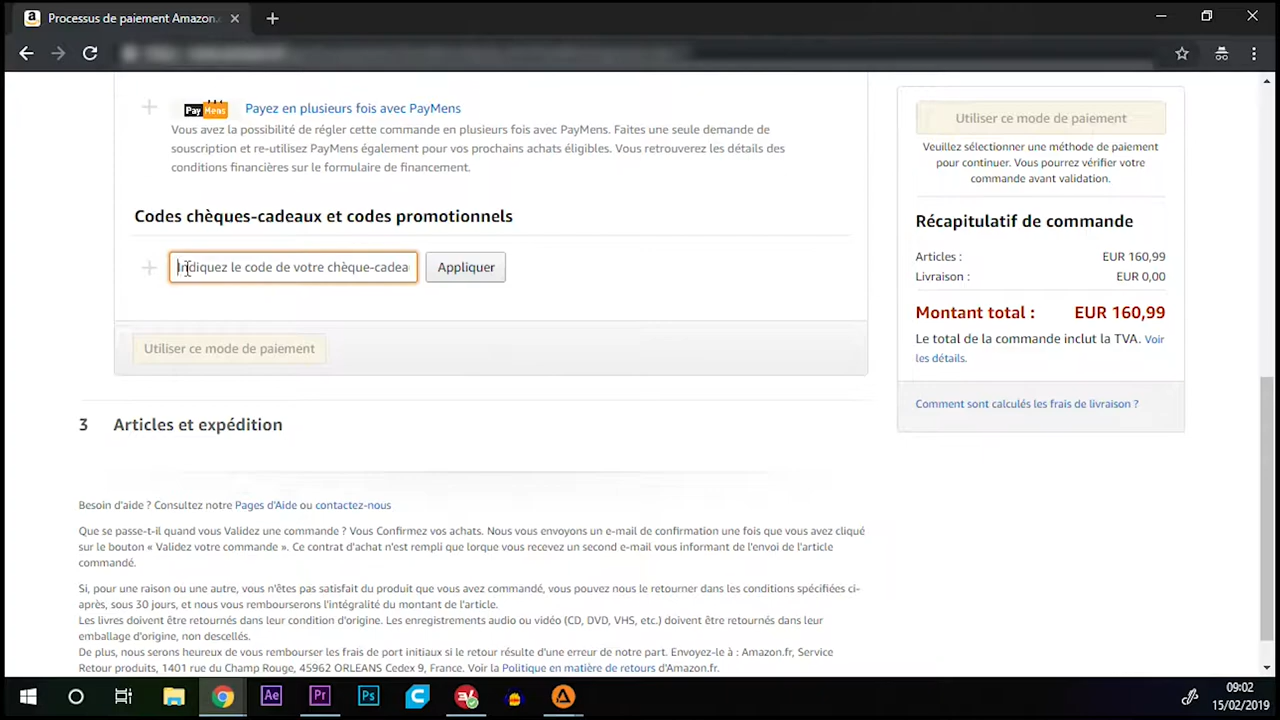 Processus de paiement Amazon.
Pay Mens
Payez en plusieurs fois avec PayMens
Vous avez la possibilité de régler cette commande en plusieurs fois avec PayMens. Faites une seule demande de
souscription et re-utilisez PayMens également pour vos prochains achats éligibles. Vous retrouverez les détails des
conditions financières sur le formulaire de financement.
Codes chèques-cadeaux et codes promotionnels
Indiquez le code de votre chèque-cadea
Appliquer
Utiliser ce mode de paiement
3 Articles et expédition
Besoin d'aide ? Consultez notre Pages d'Aide ou contactez-nous
Que se passe-t-il quand vous Validez une commande ? Vous Confirmez vos achats. Nous vous envoyons un e-mail de confirmation une fois que vous avez cliqué
sur le bouton « Validez votre commande ». Ce contrat d'achat n'est rempli que lorsque vous recevez un second e-mail vous informant de l'envoi de l'article
commandé.
Si, pour une raison ou une autre, vous n'êtes pas satisfait du produit que vous avez commandé, vous pouvez nous le retourner dans les conditions spécifiées ci-
après, sous 30 jours, et nous vous rembourserons l'intégralité du montant de l'article.
Les livres doivent être retournés dans leur condition d'origine. Les enregistrements audio ou vidéo (CD, DVD, VHS, etc.) doivent être retournés dans leur
emballage d'origine, non descellés.
De plus, nous serons heureux de vous rembourser les frais de port initiaux si le retour résulte d'une erreur de notre part. Envoyez-le à : Amazon.fr, Service
Retour produits, 1401 rue du Champ Rouge, 45962 ORLEANS Cedex 9, France. Voir la Politique en matière de retours d'Amazon.fr.
Utiliser ce mode de paiement
Veuillez sélectionner une méthode de paiement
pour continuer. Vous pourrez vérifier votre
commande avant validation.
Récapitulatif de commande
Articles : EUR 160,99
Livraison : EUR 0,00
Montant total : EUR 160,99
Le total de la commande inclut la TVA. Voir
les détails.
Comment sont calculés les frais de livraison ?
Ae
Pr
Ps
09:02
15/02/2019